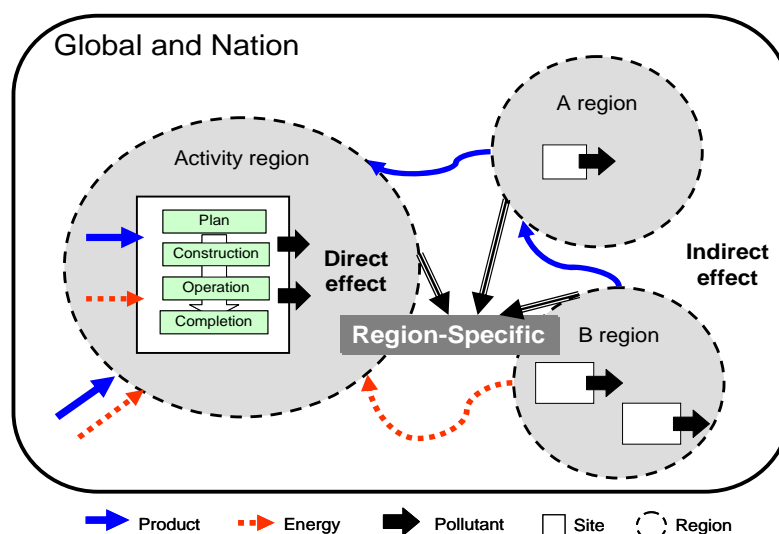 Global and Nation
A region
Activity region
Plan
Construction
Operation
Completion
Direct
effect
Indirect
effect
Region-Specific
B region
Product
Energy
Pollutant
Site
Region